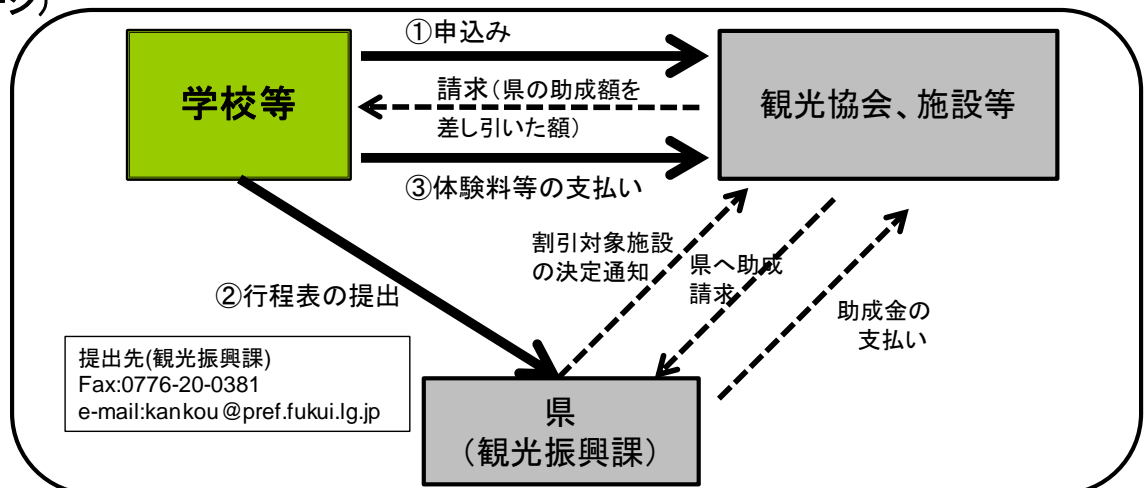 ①申込み
学校等
請求(県の助成額を
差し引いた額)
観光協会、施設等
③体験料等の支払い
割引対象施設
の決定通知
県へ助成
請求
②行程表の提出
助成金の
支払い
提出先(観光振興課)
Fax:0776-20-0381
e-mail:kankou@pref.fukui.lg.jp
県
(観光振興課)